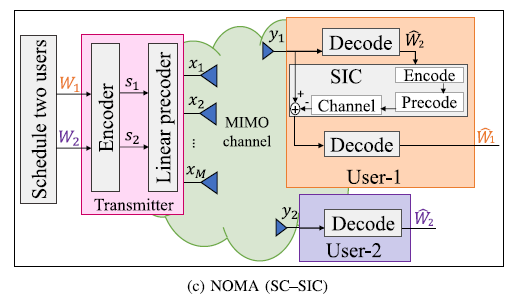 Schedule two users
W₁
W₂
Encoder
s₁
s₂
Linear precoder
Transmitter
x₁
x₂
⋮
x_M
MIMO
channel
y₁
Decode
Ŵ₂
SIC
Encode
Precode
Channel
+
-
Decode
Ŵ₁
User-1
y₂
Decode
Ŵ₂
User-2
(c) NOMA (SC–SIC)